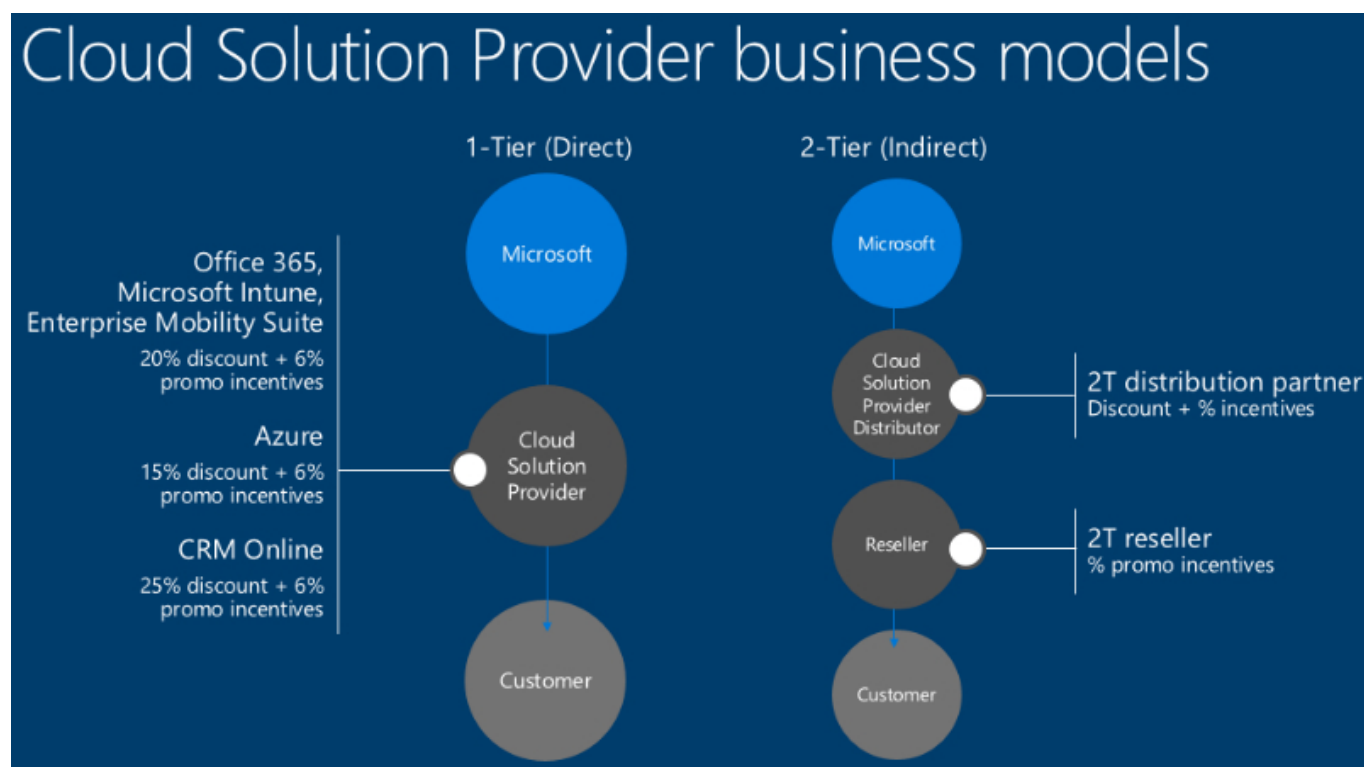 Cloud Solution Provider business models
1-Tier (Direct)
Microsoft
Office 365,
Microsoft Intune,
Enterprise Mobility Suite
20% discount + 6%
promo incentives
Azure
15% discount + 6%
promo incentives
CRM Online
25% discount + 6%
promo incentives
Cloud
Solution
Provider
Customer
2-Tier (Indirect)
Microsoft
Cloud
Solution
Provider
Distributor
2T distribution partner
Discount + % incentives
Reseller
2T reseller
% promo incentives
Customer